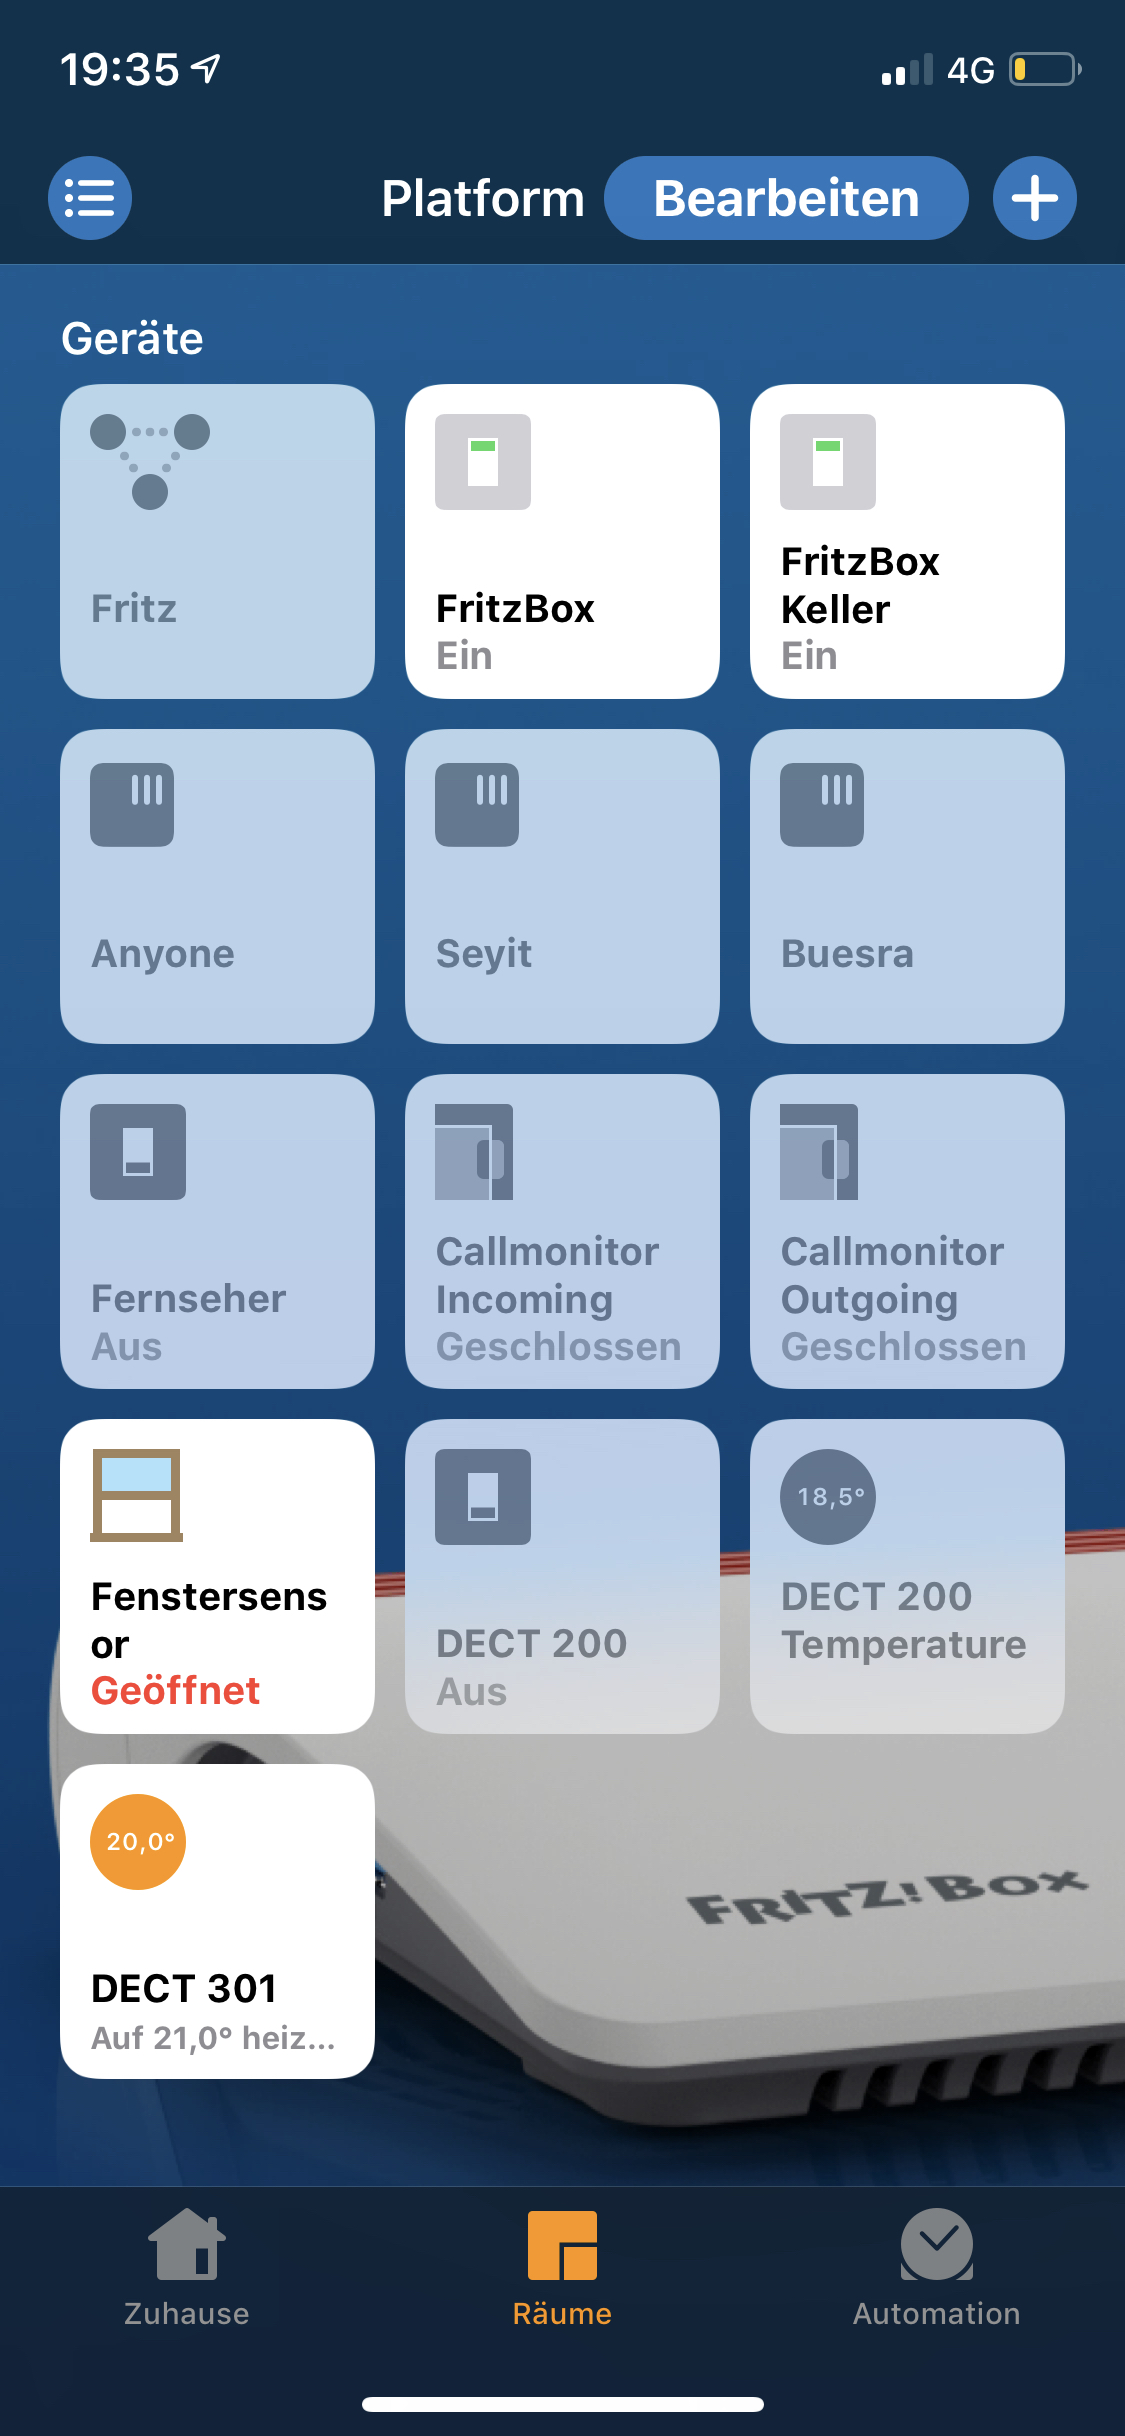 19:35
4G
Platform
Bearbeiten
Geräte
Fritz
FritzBox
Ein
FritzBox
Keller
Ein
Anyone
Seyit
Buesra
Fernseher
Aus
Callmonitor
Incoming
Geschlossen
Callmonitor
Outgoing
Geschlossen
Fenstersens
or
Geöffnet
DECT 200
Aus
18,5°
DECT 200
Temperature
20,0°
DECT 301
Auf 21,0° heiz...
FRITZ!Box
Zuhause
Räume
Automation